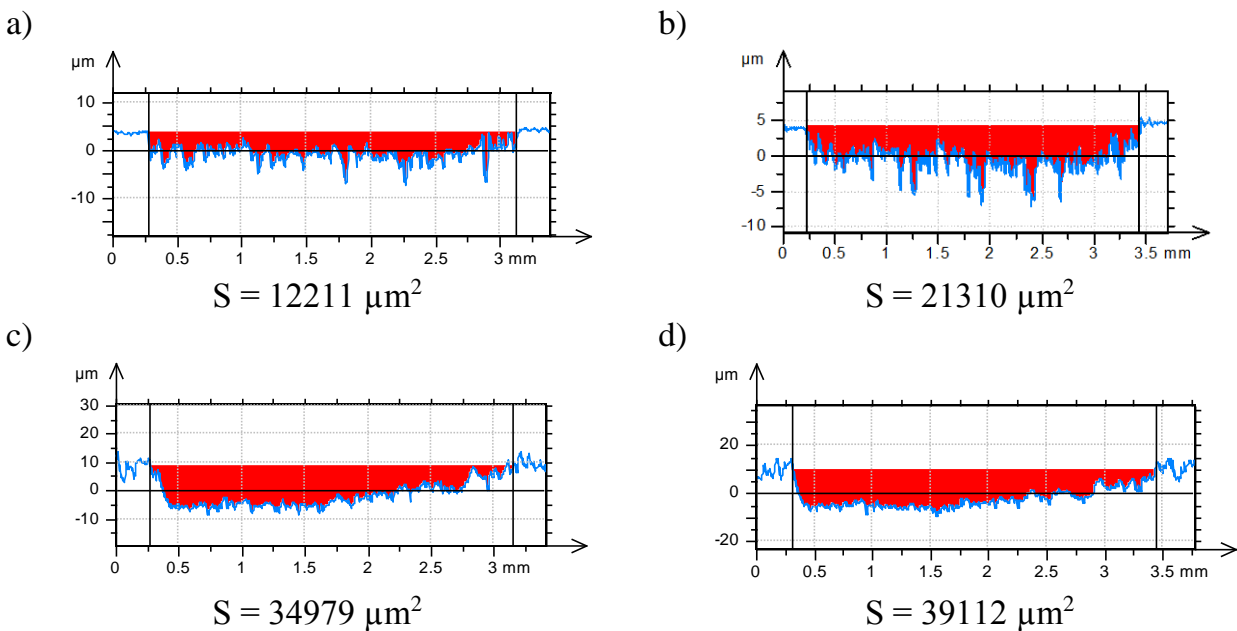 a)
µm
10
0
-10
0 0.5 1 1.5 2 2.5 3 mm
S = 12211 µm²
b)
µm
5
0
-5
-10
0 0.5 1 1.5 2 2.5 3 3.5 mm
S = 21310 µm²
c)
µm
30
20
10
0
-10
0 0.5 1 1.5 2 2.5 3 mm
S = 34979 µm²
d)
µm
20
0
-20
0 0.5 1 1.5 2 2.5 3 3.5 mm
S = 39112 µm²